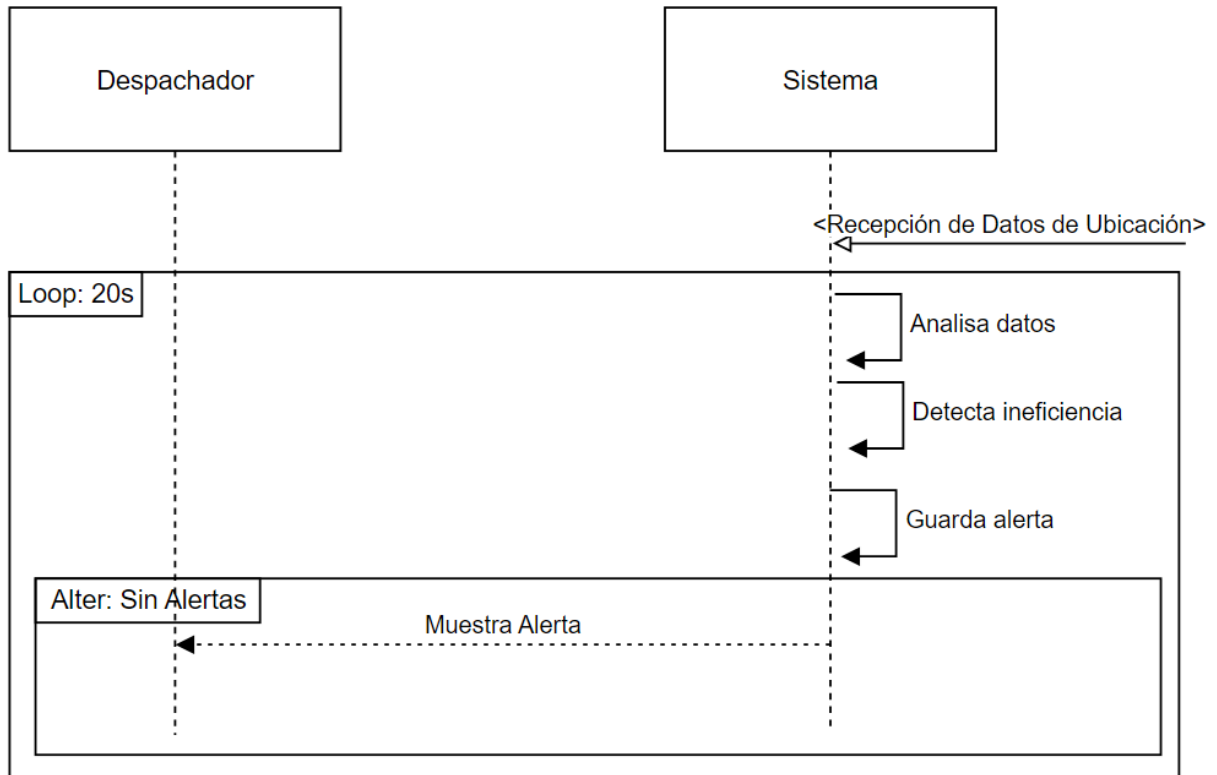 Despachador
Sistema
<Recepción de Datos de Ubicación>
Loop: 20s
Analisa datos
Detecta ineficiencia
Guarda alerta
Alter: Sin Alertas
Muestra Alerta